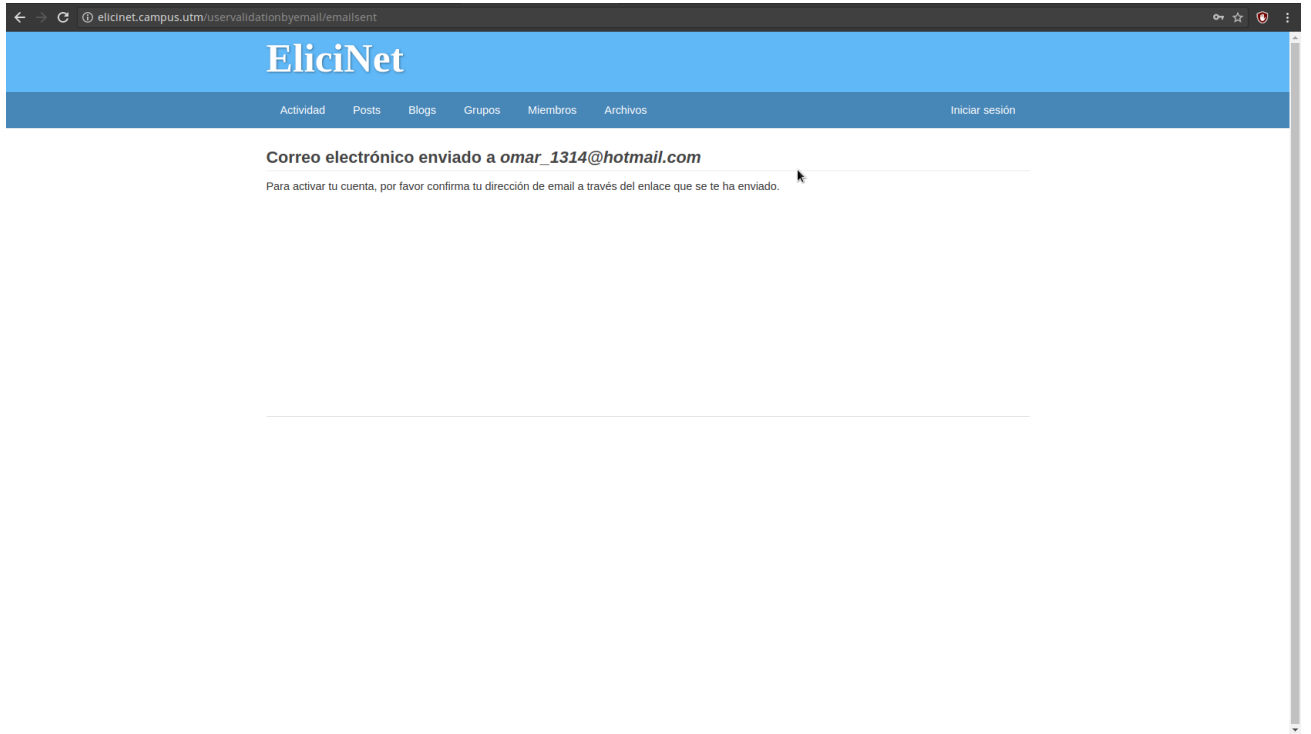 elicinet.campus.utm/uservalidationbyemail/emailsent
EliciNet
Actividad Posts Blogs Grupos Miembros Archivos Iniciar sesión
Correo electrónico enviado a omar_1314@hotmail.com
Para activar tu cuenta, por favor confirma tu dirección de email a través del enlace que se te ha enviado.